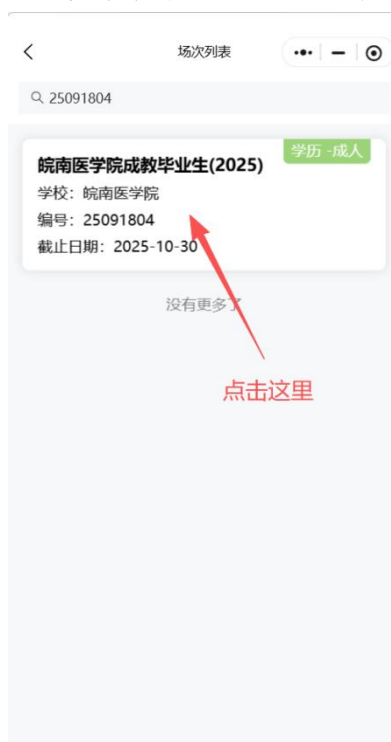 场次列表
25091804
学历 -成人
皖南医学院成教毕业生(2025)
学校：皖南医学院
编号：25091804
截止日期：2025-10-30
没有更多了
点击这里